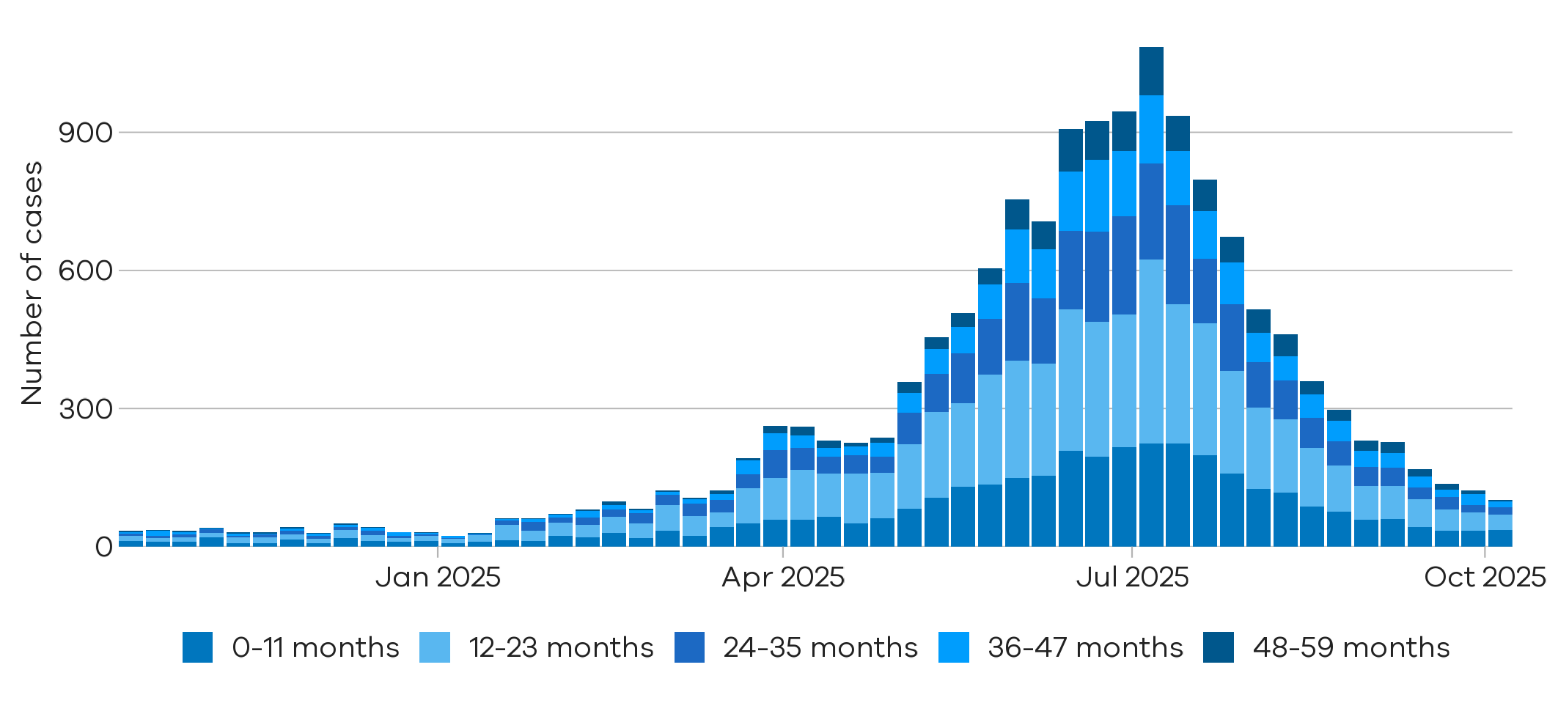 Number of cases
900
600
300
0
Jan 2025 Apr 2025 Jul 2025 Oct 2025
0-11 months 12-23 months 24-35 months 36-47 months 48-59 months